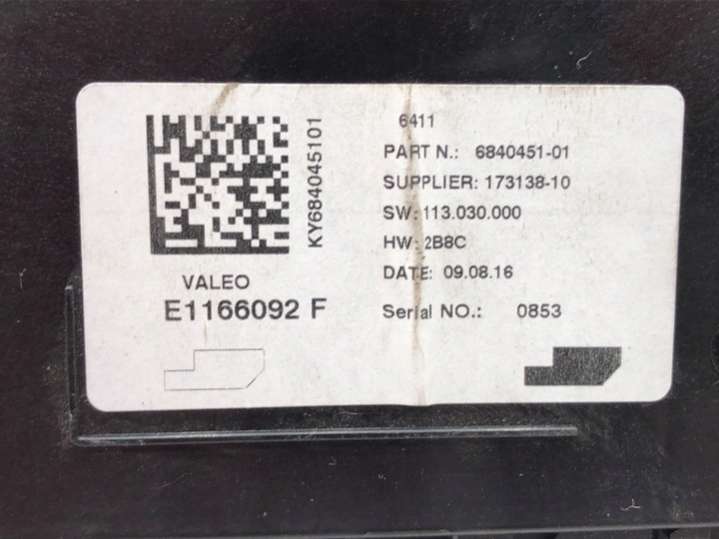 KY684045101
VALEO
E1166092 F
6411
PART N.: 6840451-01
SUPPLIER: 173138-10
SW: 113.030.000
HW: 2B8C
DATE: 09.08.16
Serial NO.: 0853